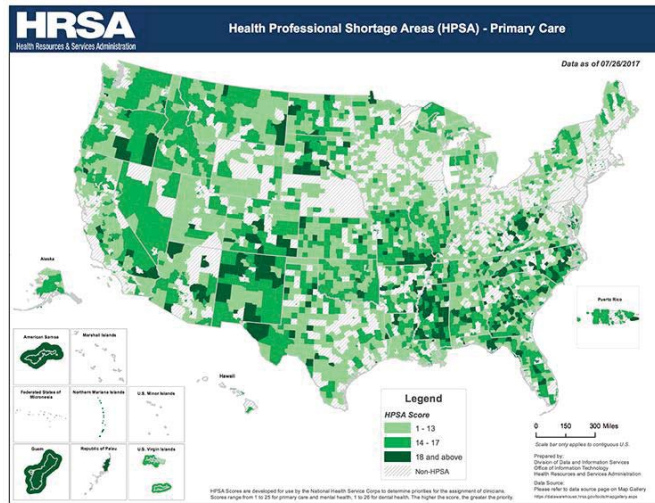 HRSA
Health Resources & Services Administration
Health Professional Shortage Areas (HPSA) - Primary Care
Data as of 07/26/2017
Alaska
Puerto Rico
American Samoa
Marshall Islands
Hawaii
Federated States of
Micronesia
Northern Mariana Islands
U.S. Minor Islands
Guam
Republic of Palau
U.S. Virgin Islands
Legend
HPSA Score
1 - 13
14 - 17
18 and above
Non-HPSA
0 150 300 Miles
Scale bar only applies to contiguous U.S.
Prepared by:
Division of Data and Information Services
Office of Information Technology
Health Resources and Services Administration
Data Source:
Please refer to data source page on Map Gallery
HPSA Scores are developed for use by the National Health Service Corps to determine priorities for the assignment of clinicians.
Scores range from 1 to 25 for primary care and mental health, 1 to 26 for dental health. The higher the score, the greater the priority.